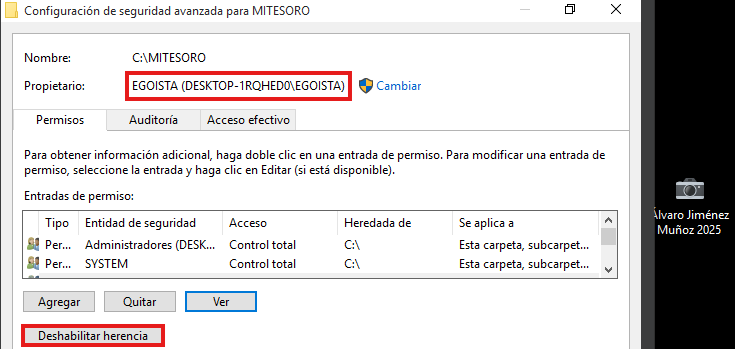 Configuración de seguridad avanzada para MITESORO
Nombre: C:\MITESORO
Propietario: EGOISTA (DESKTOP-1RQHED0\EGOISTA) Cambiar
Permisos Auditoría Acceso efectivo
Para obtener información adicional, haga doble clic en una entrada de permiso. Para modificar una entrada de
permiso, seleccione la entrada y haga clic en Editar (si está disponible).
Entradas de permiso:
Tipo Entidad de seguridad Acceso Heredada de Se aplica a
Per... Administradores (DESK... Control total C:\ Esta carpeta, subcarpet...
Per... SYSTEM Control total C:\ Esta carpeta, subcarpet...
Agregar Quitar Ver
Deshabilitar herencia
Álvaro Jiménez
Muñoz 2025